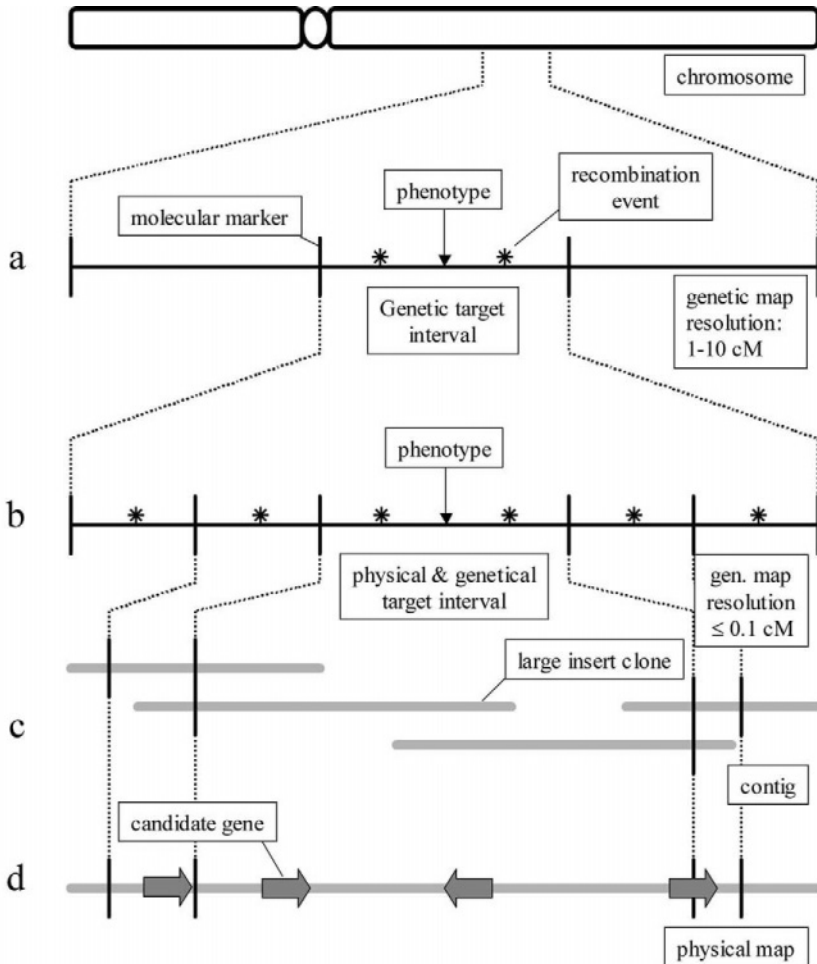 chromosome
phenotype
recombination
event
molecular marker
a
Genetic target
interval
genetic map
resolution:
1-10 cM
phenotype
b
physical & genetical
target interval
gen. map
resolution
≤ 0.1 cM
large insert clone
c
contig
candidate gene
d
physical map